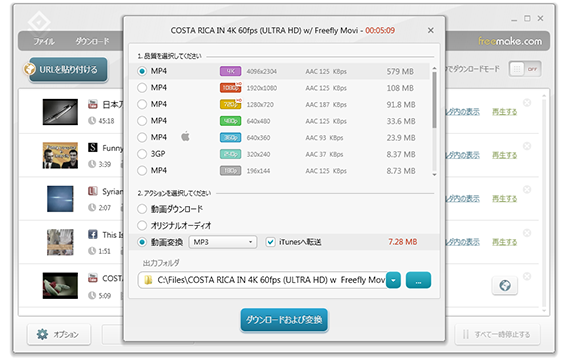 COSTA RICA IN 4K 60fps (ULTRA HD) w/ Freefly Movi - 00:05:09
ファイル ダウンロード
freemake.com
URLを貼り付ける
でダウンロードモード OFF
1. 品質を選択してください
MP4 4K 4096x2304 AAC 125 KBps 579 MB
MP4 1080p 1920x1080 AAC 125 KBps 108 MB
MP4 720p 1280x720 AAC 187 KBps 91.8 MB
MP4 480p 640x480 AAC 125 KBps 33.6 MB
MP4 360p 640x360 AAC 93 KBps 23.9 MB
3GP 240p 320x240 AAC 37 KBps 8.37 MB
MP4 180p 196x144 AAC 125 KBps 8.73 MB
日本
45:18
ルダ内の表示 再生する
Funny
3:39
ルダ内の表示 再生する
Syrian
2:07
ルダ内の表示 再生する
This Is
1:51
ルダ内の表示 再生する
COST
5:09
2. アクションを選択してください
動画ダウンロード
オリジナルオーディオ
動画変換 MP3 iTunesへ転送 7.28 MB
出力フォルダ
C:\Files\COSTA RICA IN 4K 60fps (ULTRA HD) w Freefly Movi
...
ダウンロードおよび変換
オプション
すべて一時停止する